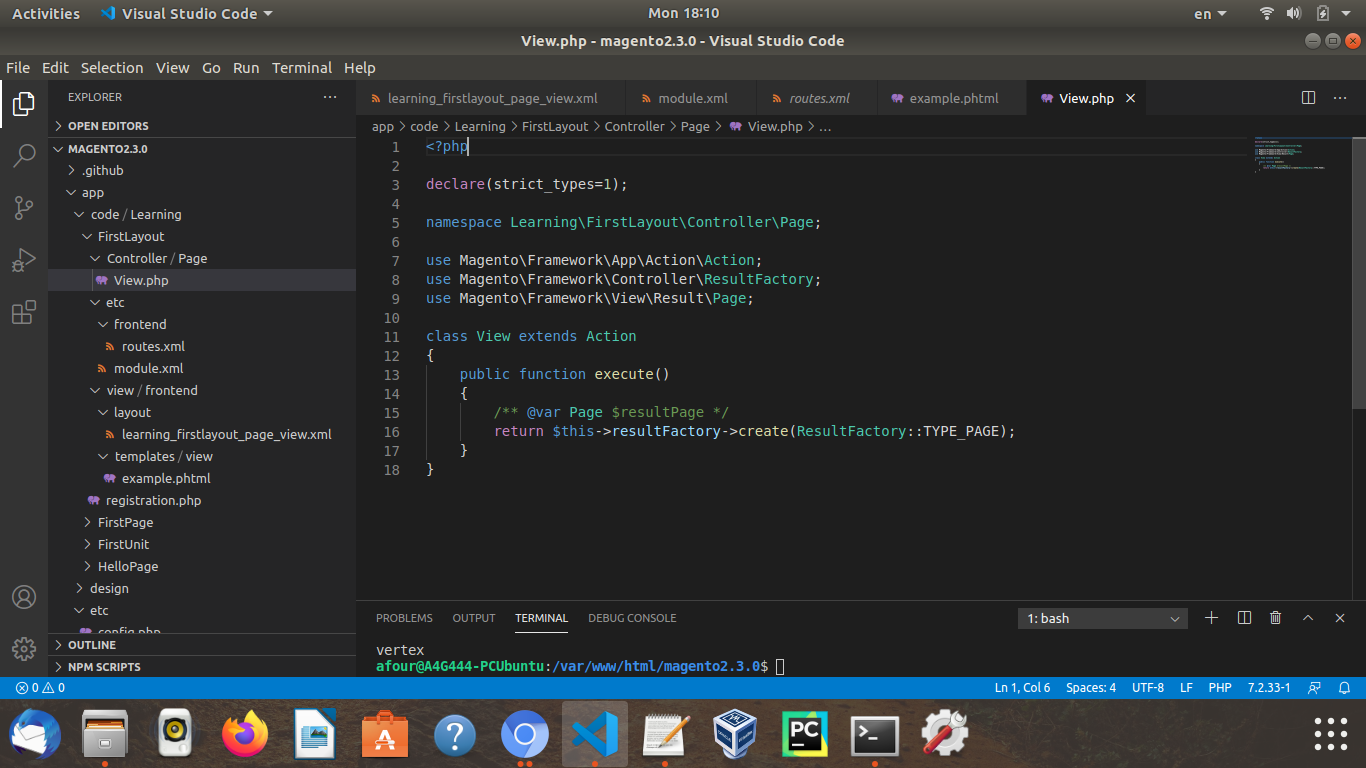 Activities Visual Studio Code Mon 18:10 en
View.php - magento2.3.0 - Visual Studio Code
File Edit Selection View Go Run Terminal Help
EXPLORER
OPEN EDITORS
MAGENTO2.3.0
.github
app
code / Learning
FirstLayout
Controller / Page
View.php
etc
frontend
routes.xml
module.xml
view / frontend
layout
learning_firstlayout_page_view.xml
templates / view
example.phtml
registration.php
FirstPage
FirstUnit
HelloPage
design
etc
config.php
OUTLINE
NPM SCRIPTS
learning_firstlayout_page_view.xml module.xml routes.xml example.phtml View.php
app > code > Learning > FirstLayout > Controller > Page > View.php > ...
1 <?php
2
3 declare(strict_types=1);
4
5 namespace Learning\FirstLayout\Controller\Page;
6
7 use Magento\Framework\App\Action\Action;
8 use Magento\Framework\Controller\ResultFactory;
9 use Magento\Framework\View\Result\Page;
10
11 class View extends Action
12 {
13 public function execute()
14 {
15 /** @var Page $resultPage */
16 return $this->resultFactory->create(ResultFactory::TYPE_PAGE);
17 }
18 }
PROBLEMS OUTPUT TERMINAL DEBUG CONSOLE 1: bash
vertex
afour@A4G444-PCUbuntu:/var/www/html/magento2.3.0$
0 0 Ln 1, Col 6 Spaces: 4 UTF-8 LF PHP 7.2.33-1
A ? PC >_